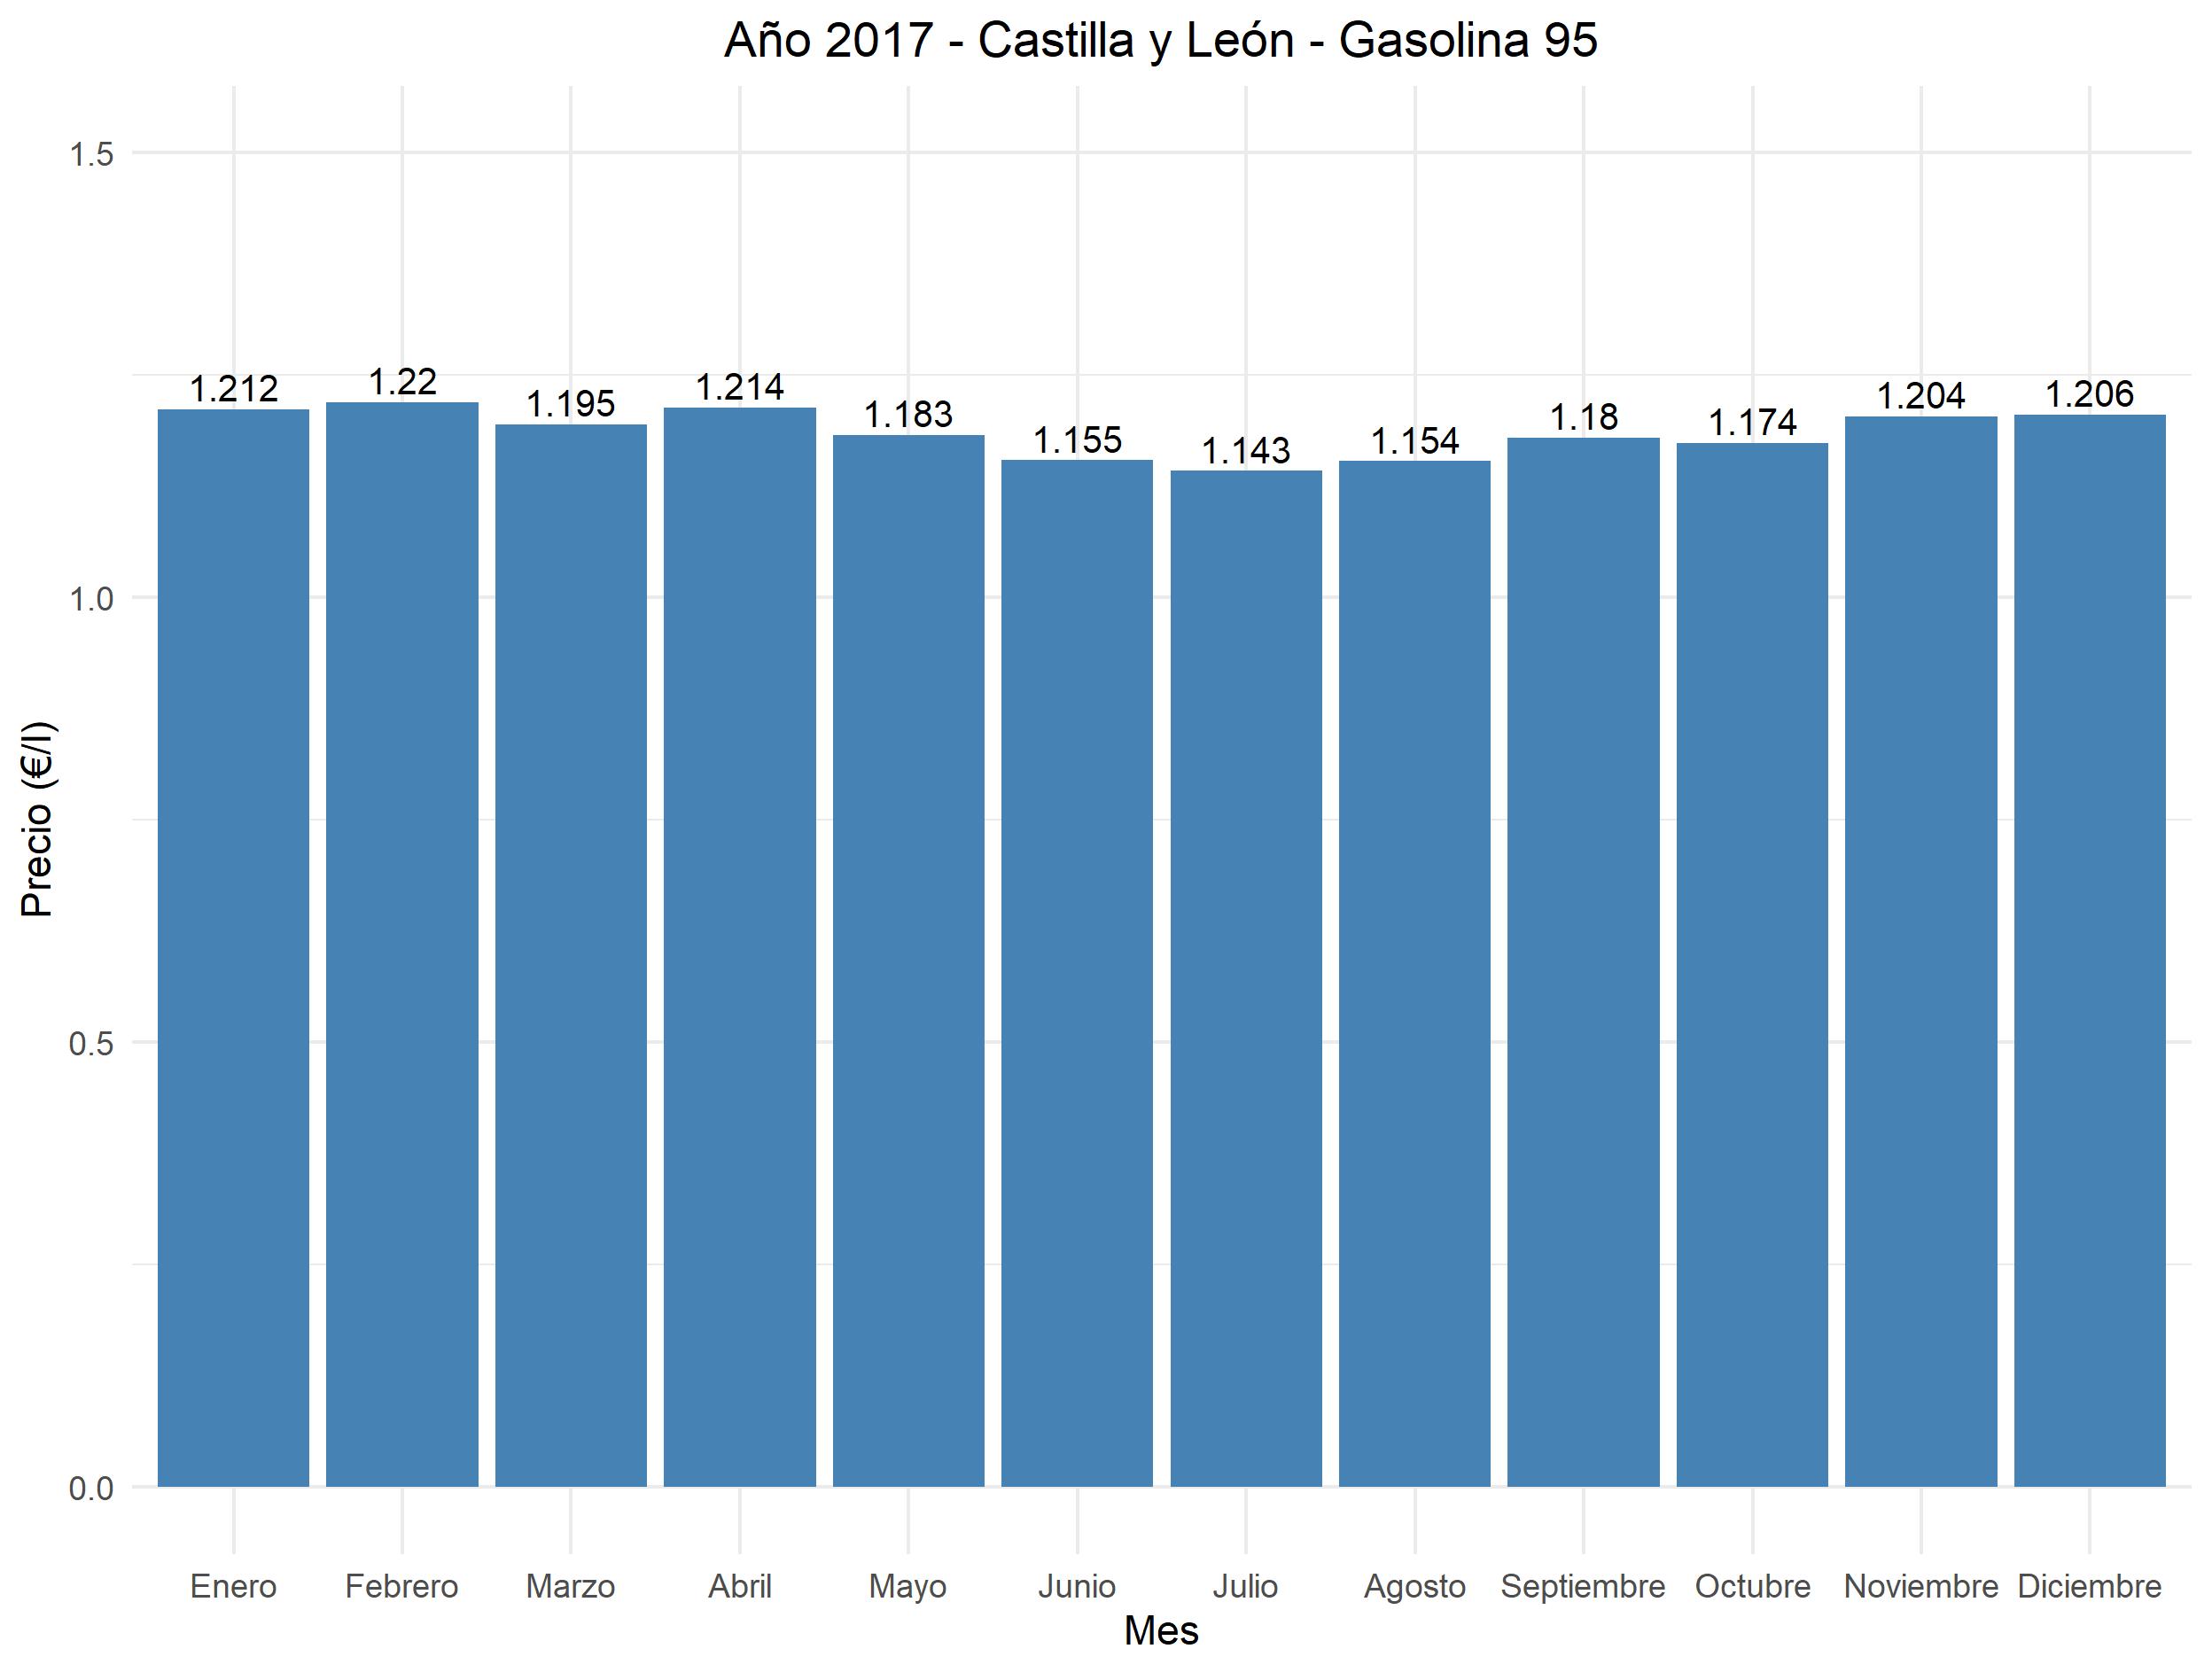 Año 2017 - Castilla y León - Gasolina 95
Precio (€/l)
1.5
1.0
0.5
0.0
1.212 1.22 1.195 1.214 1.183 1.155 1.143 1.154 1.18 1.174 1.204 1.206
Enero Febrero Marzo Abril Mayo Junio Julio Agosto Septiembre Octubre Noviembre Diciembre
Mes